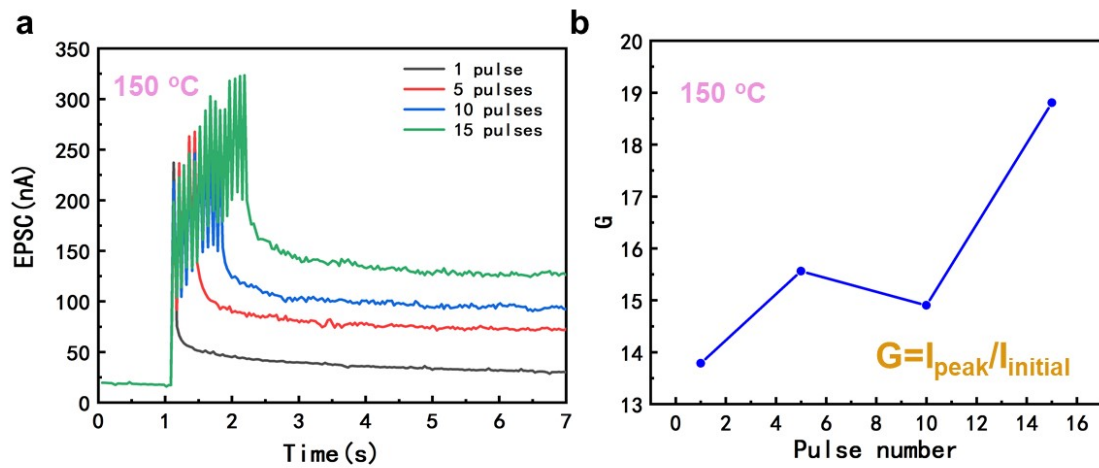 a
350
300
250
200
150
100
50
0
EPSC(nA)
150 °C
1 pulse
5 pulses
10 pulses
15 pulses
0 1 2 3 4 5 6 7
Time(s)
b
20
19
18
17
16
15
14
13
G
150 °C
G=I_peak/I_initial
0 2 4 6 8 10 12 14 16
Pulse number